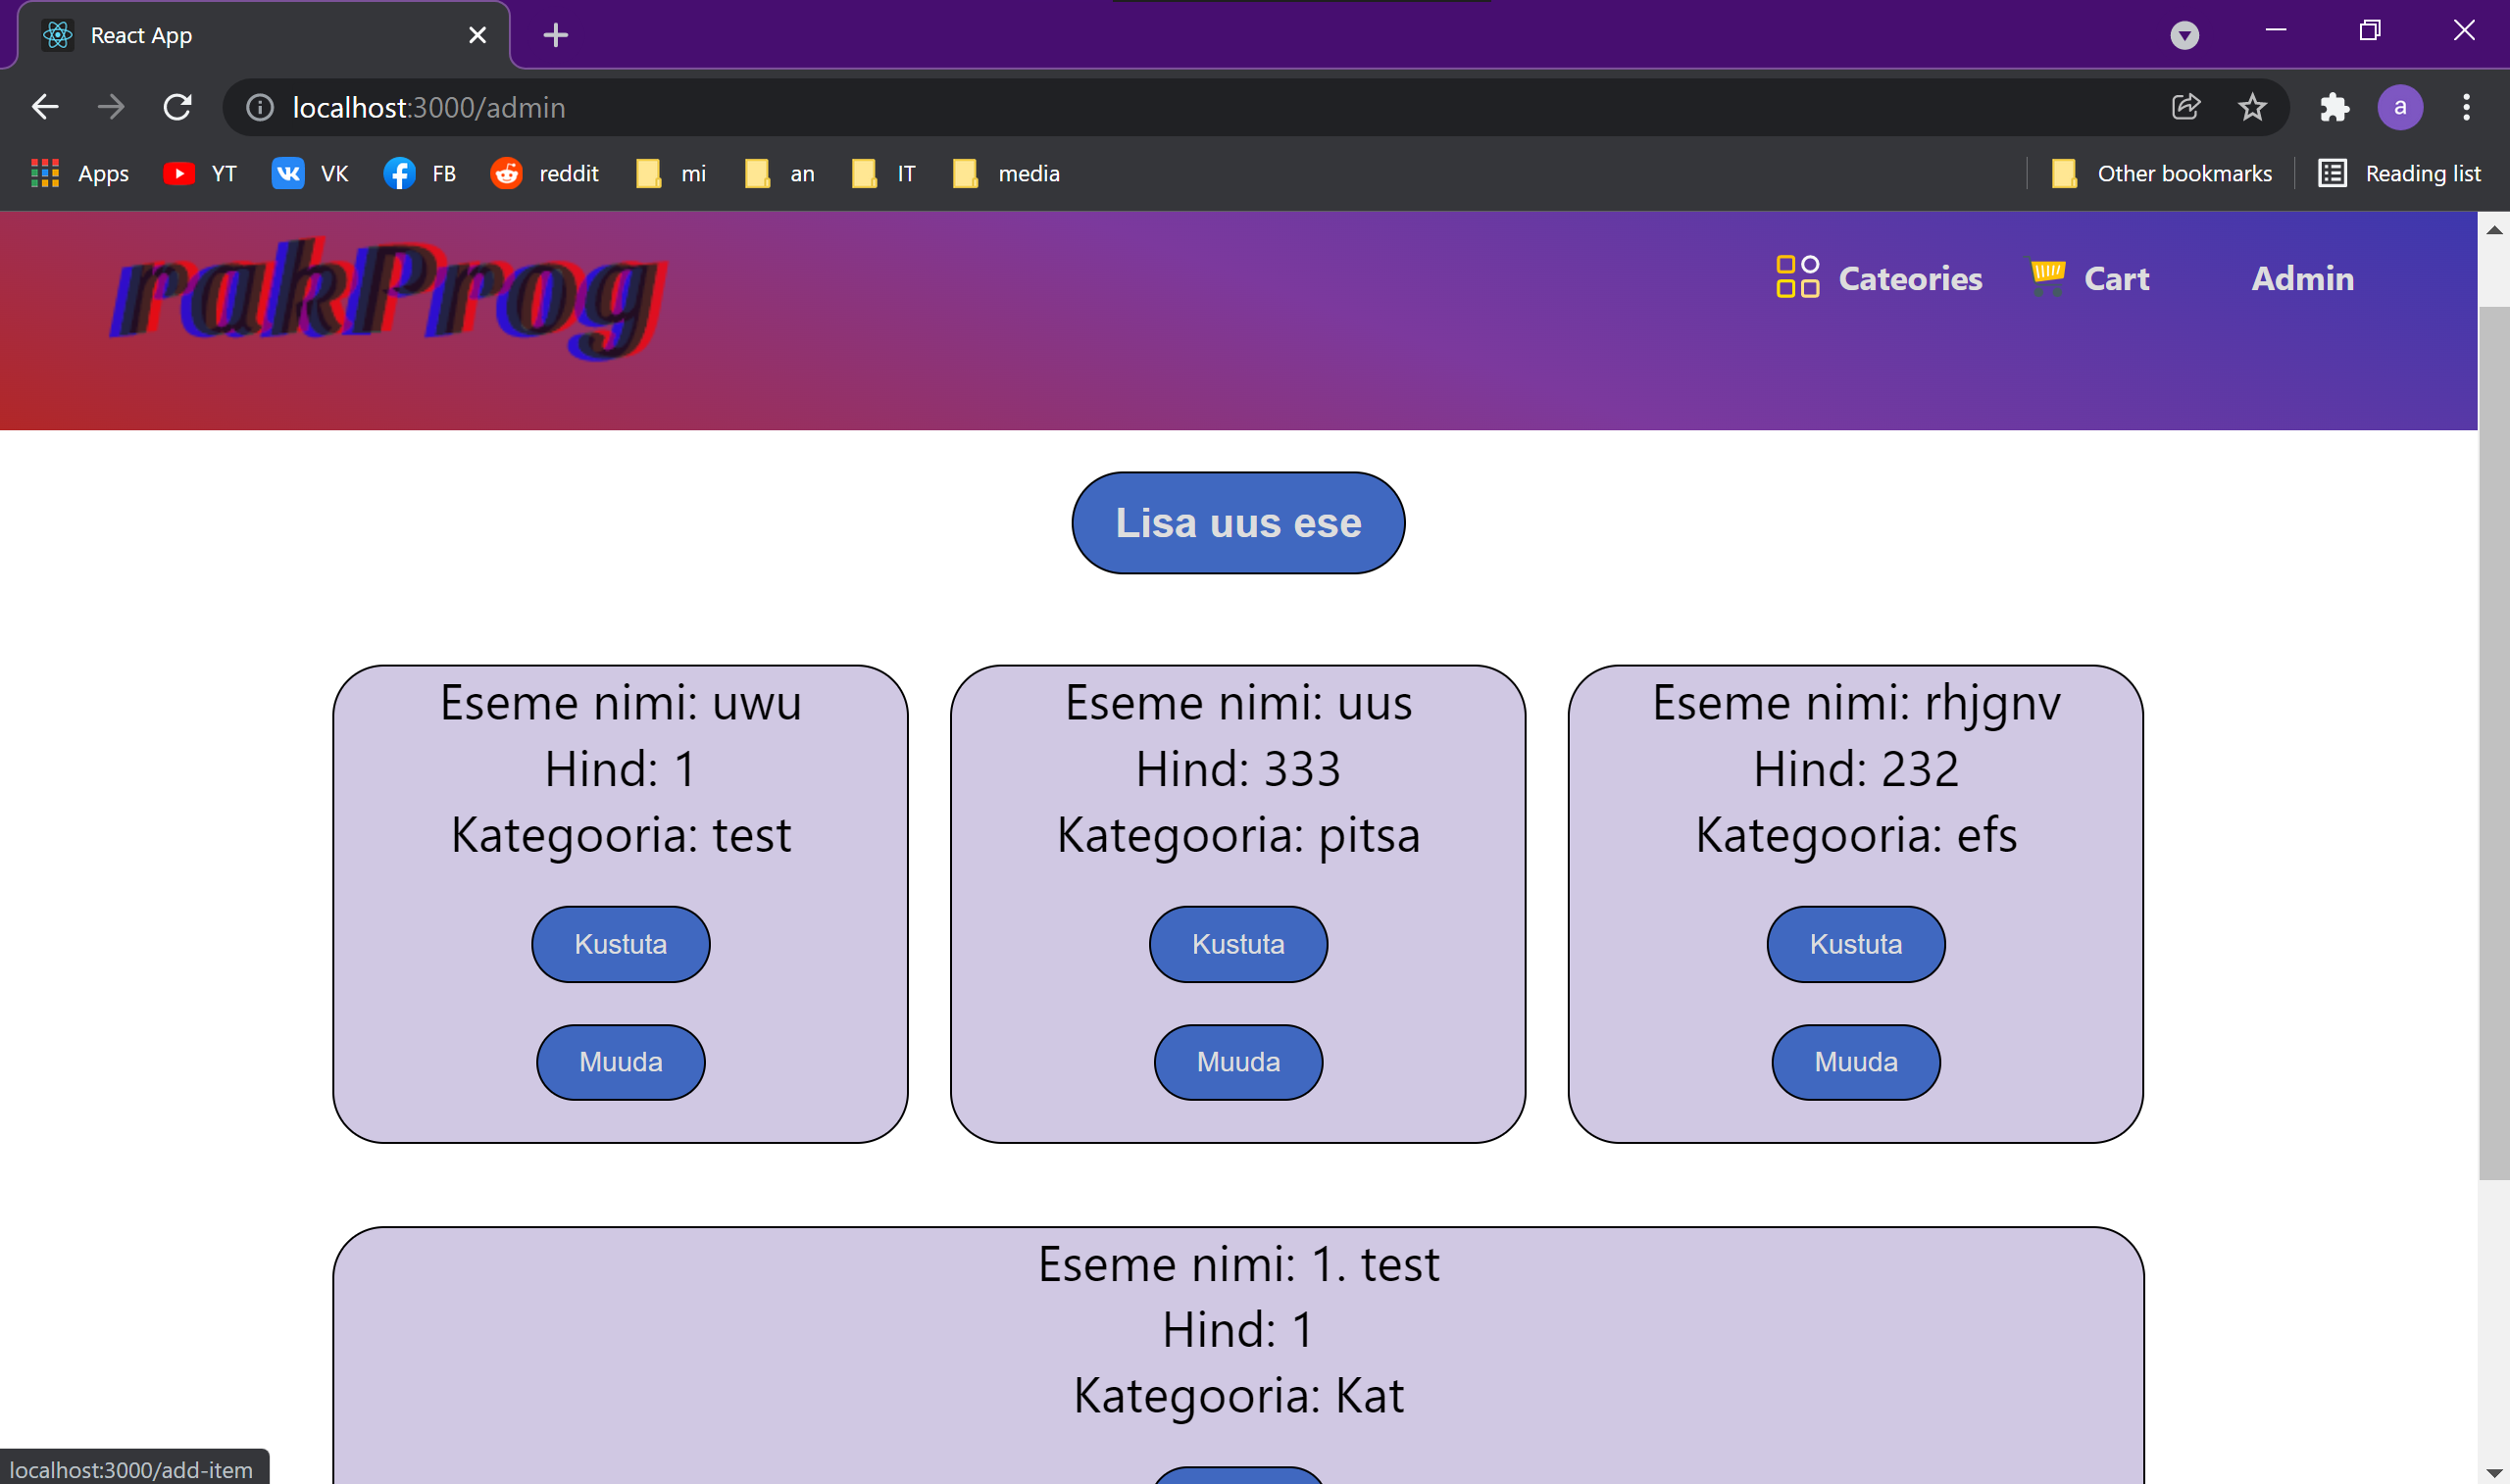 React App
localhost:3000/admin
a
Apps YT VK FB reddit mi an IT media Other bookmarks Reading list
rakProg
Cateories Cart Admin
Lisa uus ese
Eseme nimi: uwu
Hind: 1
Kategooria: test
Kustuta
Muuda
Eseme nimi: uus
Hind: 333
Kategooria: pitsa
Kustuta
Muuda
Eseme nimi: rhjgnv
Hind: 232
Kategooria: efs
Kustuta
Muuda
Eseme nimi: 1. test
Hind: 1
Kategooria: Kat
localhost:3000/add-item